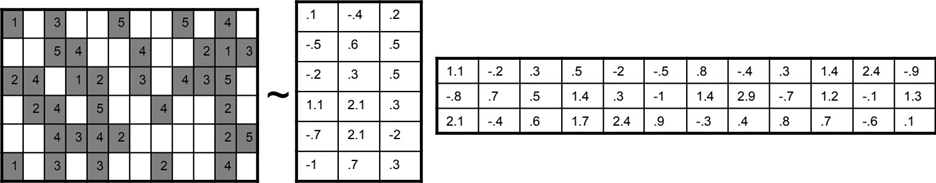 1 3 5 5 4
5 4 4 2 1 3
2 4 1 2 3 4 3 5
2 4 5 4 2
4 3 4 2 2 5
1 3 3 2 4
~
.1 -.4 .2
-.5 .6 .5
-.2 .3 .5
1.1 2.1 .3
-.7 2.1 -2
-1 .7 .3
1.1 -.2 .3 .5 -2 -.5 .8 -.4 .3 1.4 2.4 -.9
-.8 .7 .5 1.4 .3 -1 1.4 2.9 -.7 1.2 -.1 1.3
2.1 -.4 .6 1.7 2.4 .9 -.3 .4 .8 .7 -.6 .1